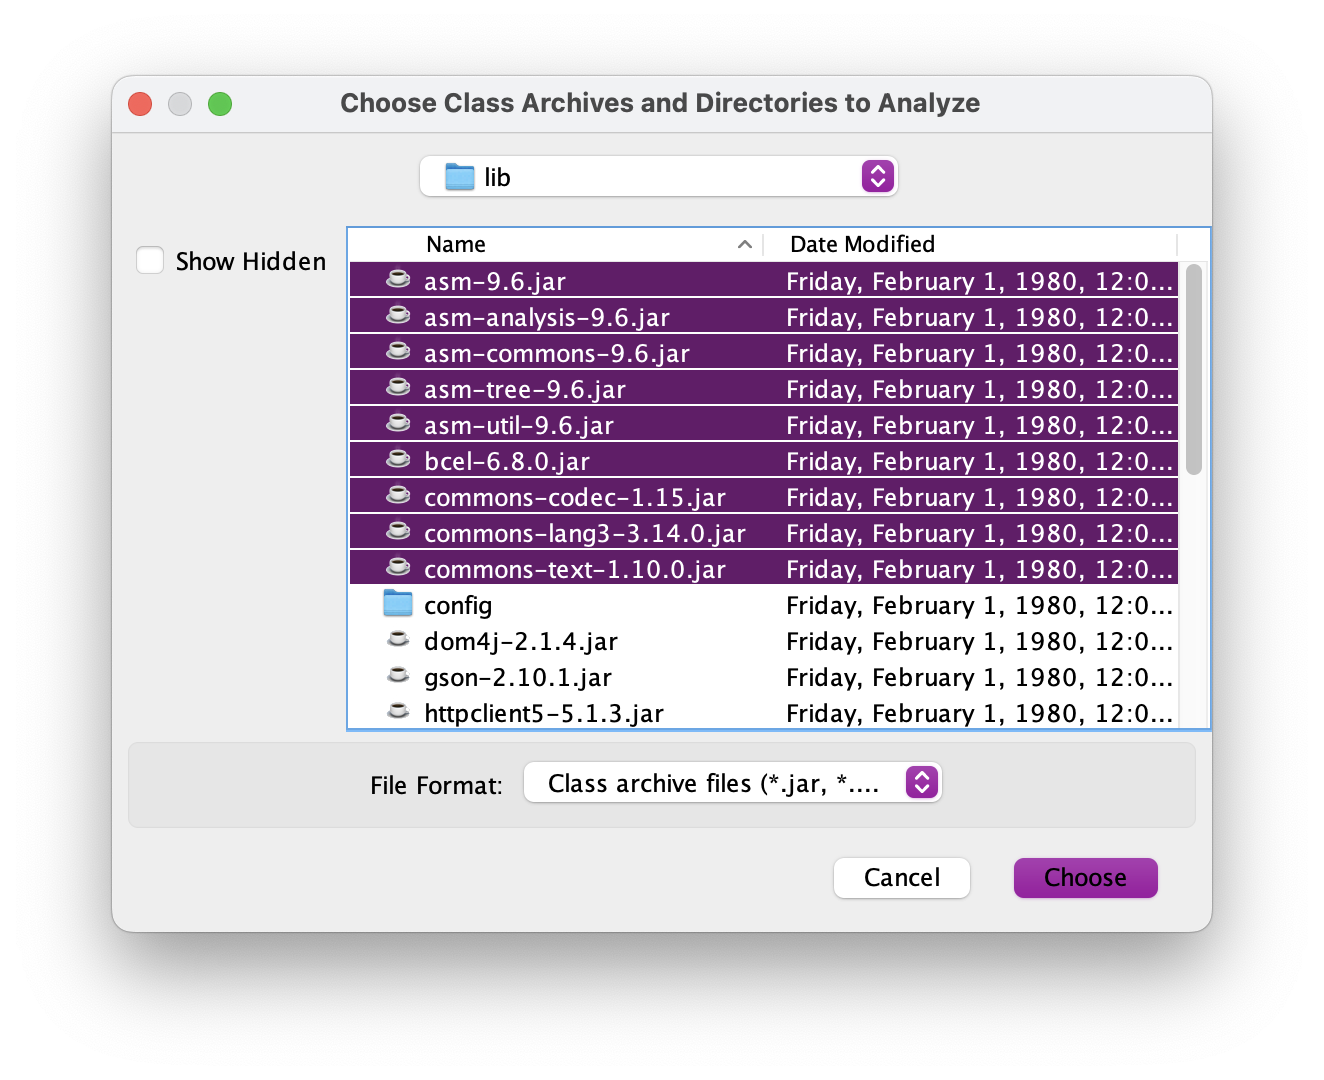 Choose Class Archives and Directories to Analyze
lib
Show Hidden
Name Date Modified
asm-9.6.jar Friday, February 1, 1980, 12:0...
asm-analysis-9.6.jar Friday, February 1, 1980, 12:0...
asm-commons-9.6.jar Friday, February 1, 1980, 12:0...
asm-tree-9.6.jar Friday, February 1, 1980, 12:0...
asm-util-9.6.jar Friday, February 1, 1980, 12:0...
bcel-6.8.0.jar Friday, February 1, 1980, 12:0...
commons-codec-1.15.jar Friday, February 1, 1980, 12:0...
commons-lang3-3.14.0.jar Friday, February 1, 1980, 12:0...
commons-text-1.10.0.jar Friday, February 1, 1980, 12:0...
config Friday, February 1, 1980, 12:0...
dom4j-2.1.4.jar Friday, February 1, 1980, 12:0...
gson-2.10.1.jar Friday, February 1, 1980, 12:0...
httpclient5-5.1.3.jar Friday, February 1, 1980, 12:0...
File Format: Class archive files (*.jar, *....
Cancel Choose